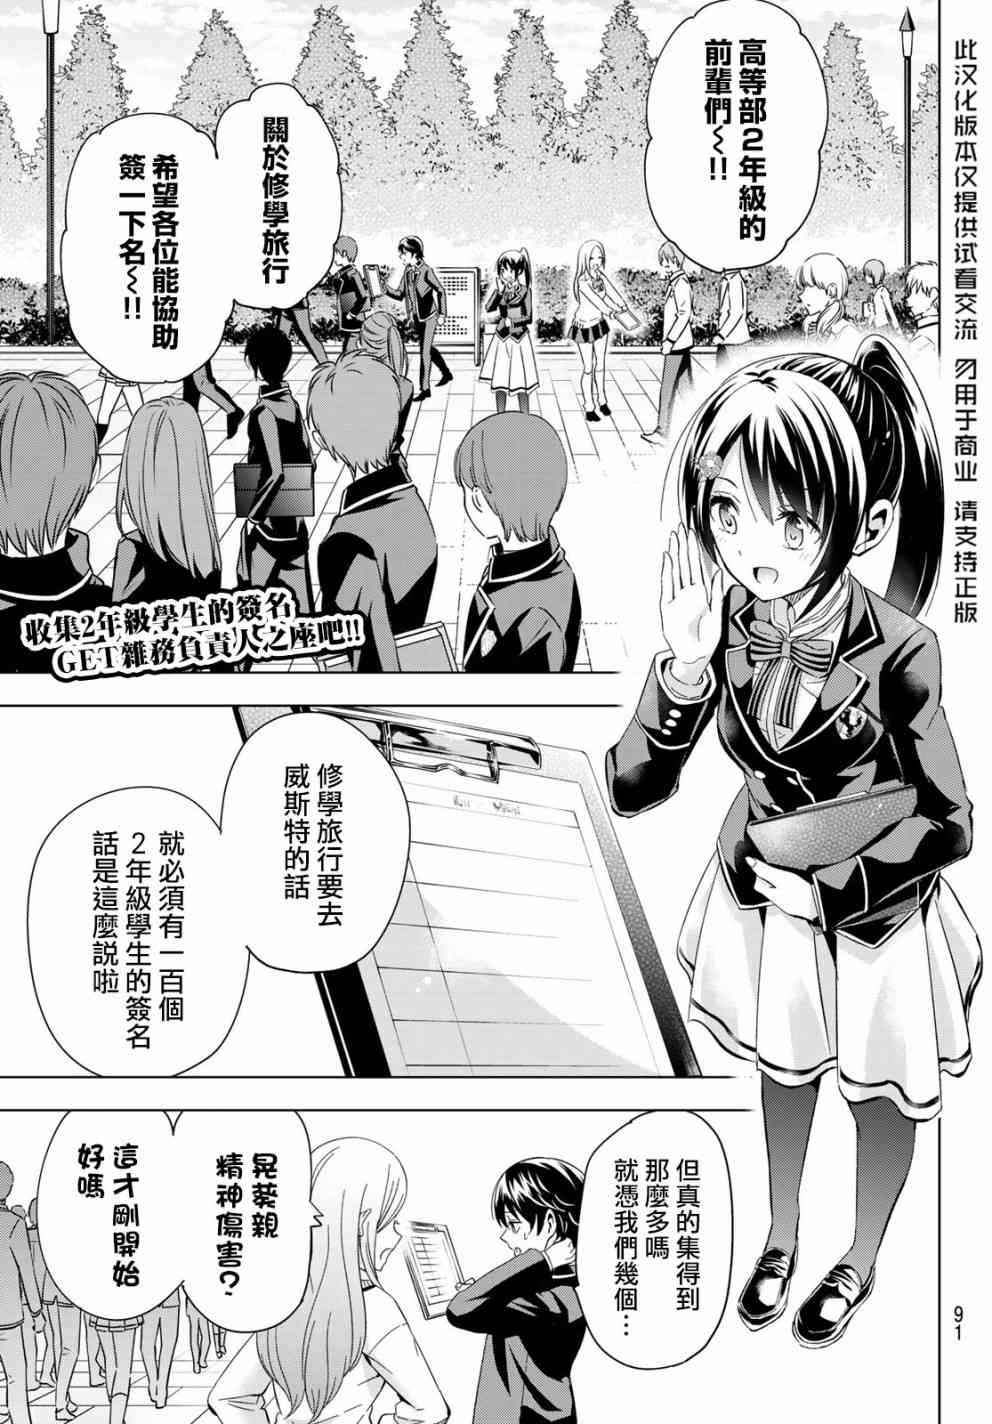 高等部2年級的
前輩們～!!
關於修學旅行
希望各位能協助
簽一下名～!!
收集2年級學生的簽名
GET雜務負責人之座吧!!
修學旅行要去
威斯特的話
就必須有一百個
2年級學生的簽名
話是這麼說啦
但真的集得到
那麼多嗎
就憑我們幾個…
晃葵親
精神傷害?
這才剛開始
好嗎
此汉化版本仅提供试看交流 勿用于商业 请支持正版
91